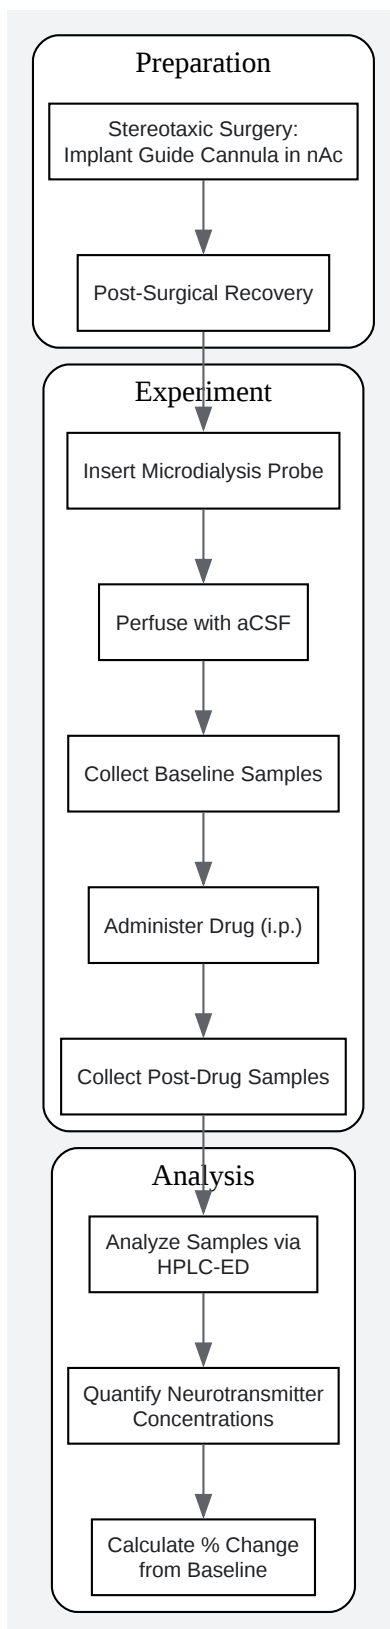 Preparation
Stereotaxic Surgery:
Implant Guide Cannula in nAc
Post-Surgical Recovery
Experiment
Insert Microdialysis Probe
Perfuse with aCSF
Collect Baseline Samples
Administer Drug (i.p.)
Collect Post-Drug Samples
Analysis
Analyze Samples via
HPLC-ED
Quantify Neurotransmitter
Concentrations
Calculate % Change
from Baseline